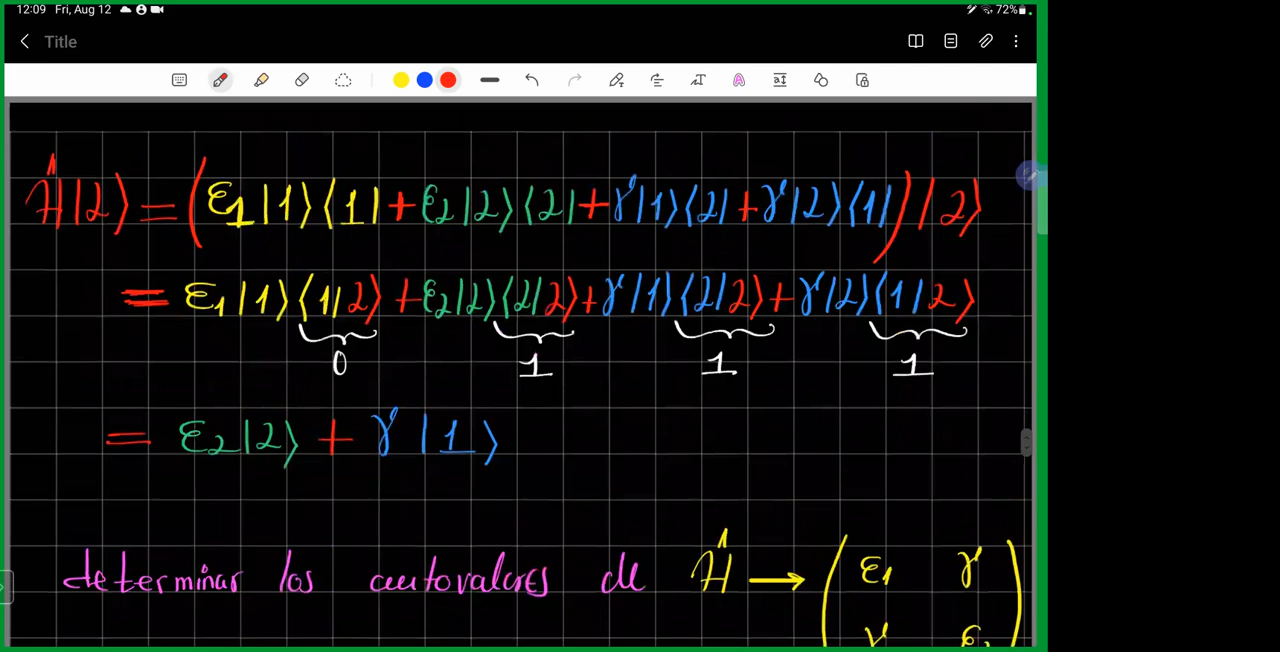 12:09 Fri, Aug 12 72%
Title
Ĥ|2⟩ = (ε₁|1⟩⟨1| + ε₂|2⟩⟨2| + γ|1⟩⟨2| + γ|2⟩⟨1|)|2⟩
= ε₁|1⟩⟨1|2⟩ + ε₂|2⟩⟨2|2⟩ + γ|1⟩⟨2|2⟩ + γ|2⟩⟨1|2⟩
0 1 1 1
= ε₂|2⟩ + γ|1⟩
determinar los autovalores de Ĥ → ( ε₁ γ )
γ